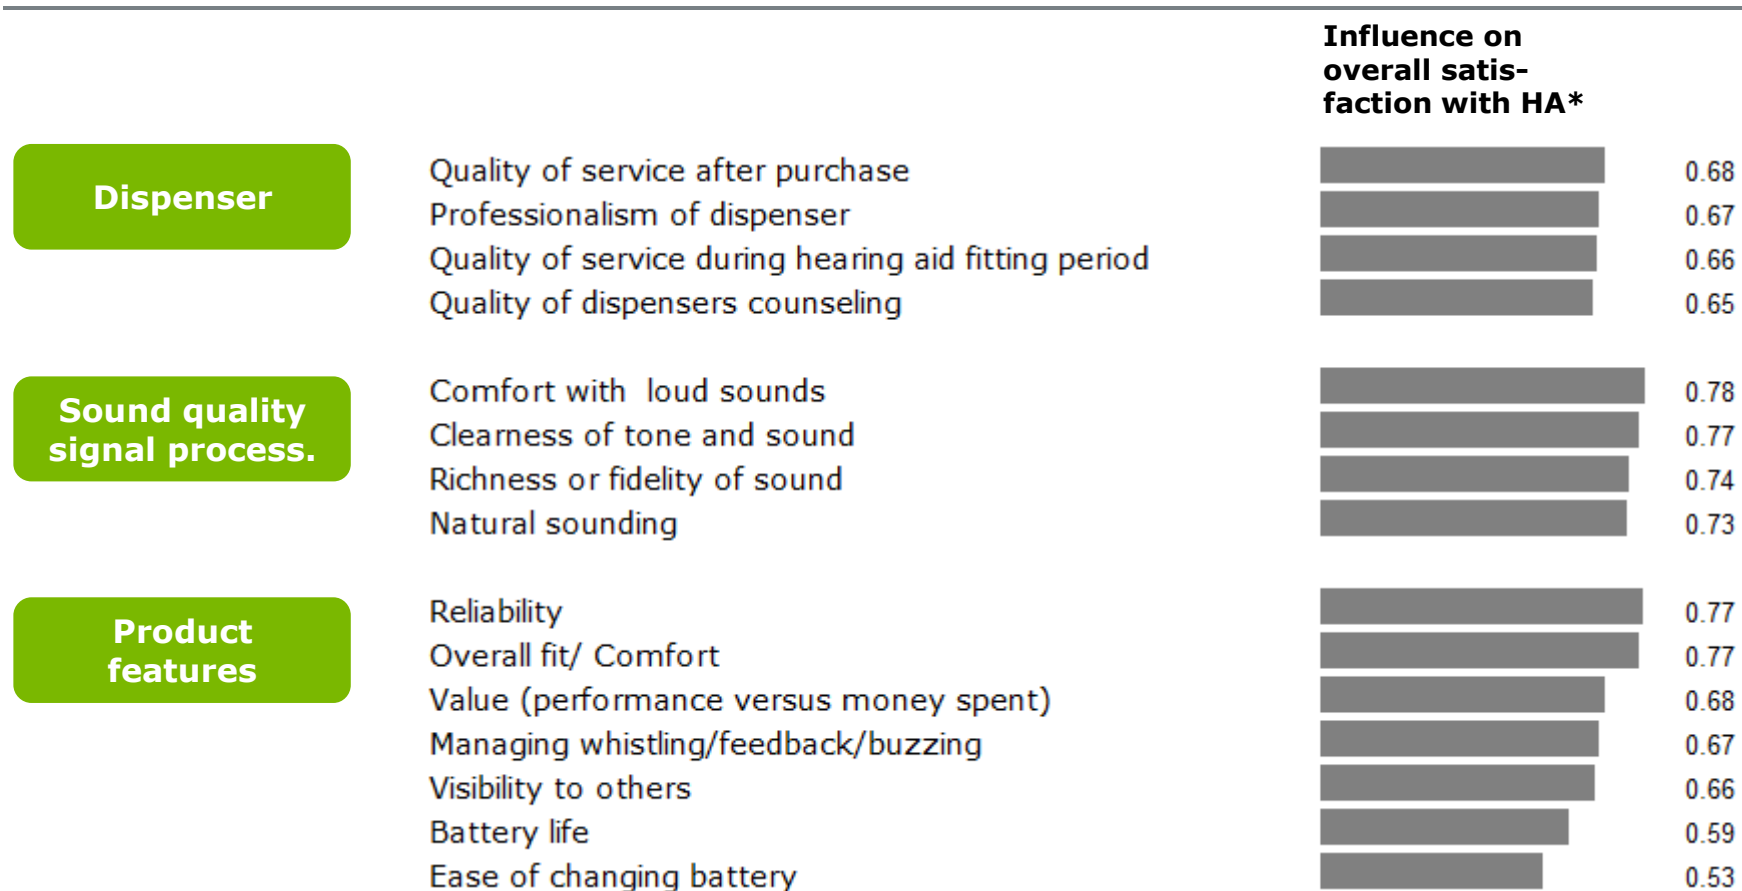 Influence on
overall satis-
faction with HA*
Dispenser
Quality of service after purchase 0.68
Professionalism of dispenser 0.67
Quality of service during hearing aid fitting period 0.66
Quality of dispensers counseling 0.65
Sound quality
signal process.
Comfort with  loud sounds 0.78
Clearness of tone and sound 0.77
Richness or fidelity of sound 0.74
Natural sounding 0.73
Product
features
Reliability 0.77
Overall fit/ Comfort 0.77
Value (performance versus money spent) 0.68
Managing whistling/feedback/buzzing 0.67
Visibility to others 0.66
Battery life 0.59
Ease of changing battery 0.53